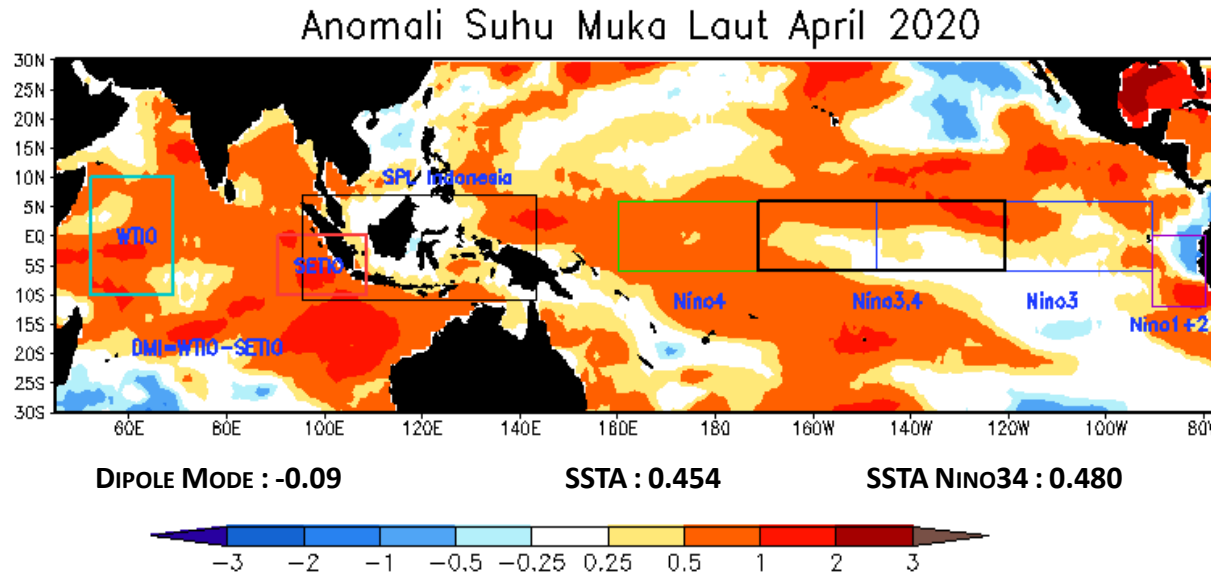 Anomali Suhu Muka Laut April 2020
30N
25N
20N
15N
10N
5N
EQ
5S
10S
15S
20S
25S
30S
SPL Indonesia
WTIO
SETIO
Nino4
Nino3,4
Nino3
Nino1+2
DMI=WTIO-SETIO
60E 80E 100E 120E 140E 160E 180 160W 140W 120W 100W 80W
DIPOLE MODE : -0.09 SSTA : 0.454 SSTA NINO34 : 0.480
-3 -2 -1 -0.5 -0.25 0.25 0.5 1 2 3